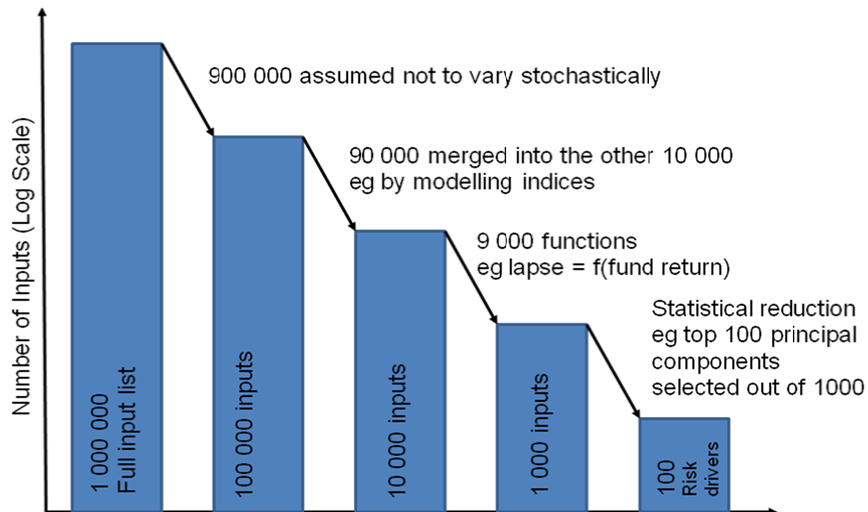 Number of Inputs (Log Scale)
1 000 000
Full input list
900 000 assumed not to vary stochastically
100 000 inputs
90 000 merged into the other 10 000
eg by modelling indices
10 000 inputs
9 000 functions
eg lapse = f(fund return)
1 000 inputs
Statistical reduction
eg top 100 principal
components
selected out of 1000
100
Risk
drivers